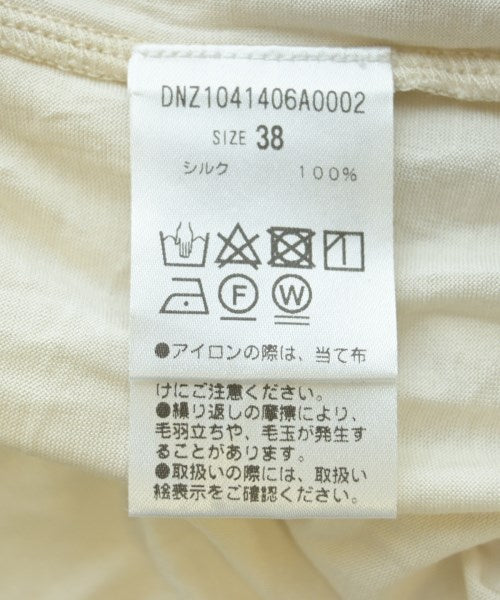 DNZ1041406A0002
SIZE 38
シルク 100%
F W
●アイロンの際は、当て布
けにご注意ください。
●繰り返しの摩擦により、
毛羽立ちや、毛玉が発生す
ることがあります。
●取扱いの際には、取扱い
絵表示をご確認ください。